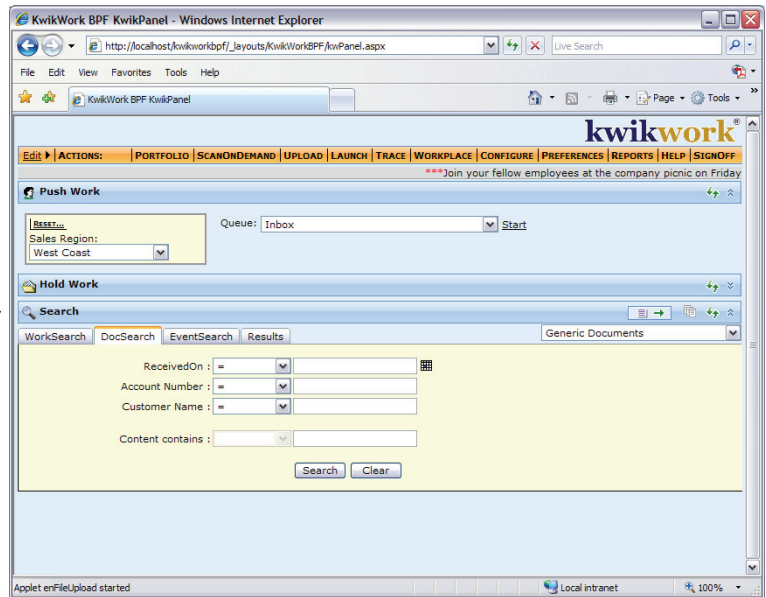 KwikWork BPF KwikPanel - Windows Internet Explorer
http://localhost/kwikworkbpf/_layouts/KwikWorkBPF/kwPanel.aspx Live Search
File Edit View Favorites Tools Help
KwikWork BPF KwikPanel Page Tools »
kwikwork®
Edit ACTIONS: PORTFOLIO | SCANONDEMAND | UPLOAD | LAUNCH | TRACE | WORKPLACE | CONFIGURE | PREFERENCES | REPORTS | HELP | SIGNOFF
***Join your fellow employees at the company picnic on Friday
Push Work
RESET...
Queue: Inbox Start
Sales Region:
West Coast
Hold Work
Search
WorkSearch DocSearch EventSearch Results Generic Documents
ReceivedOn : =
Account Number : =
Customer Name : =
Content contains :
Search Clear
Applet enFileUpload started Local intranet 100%